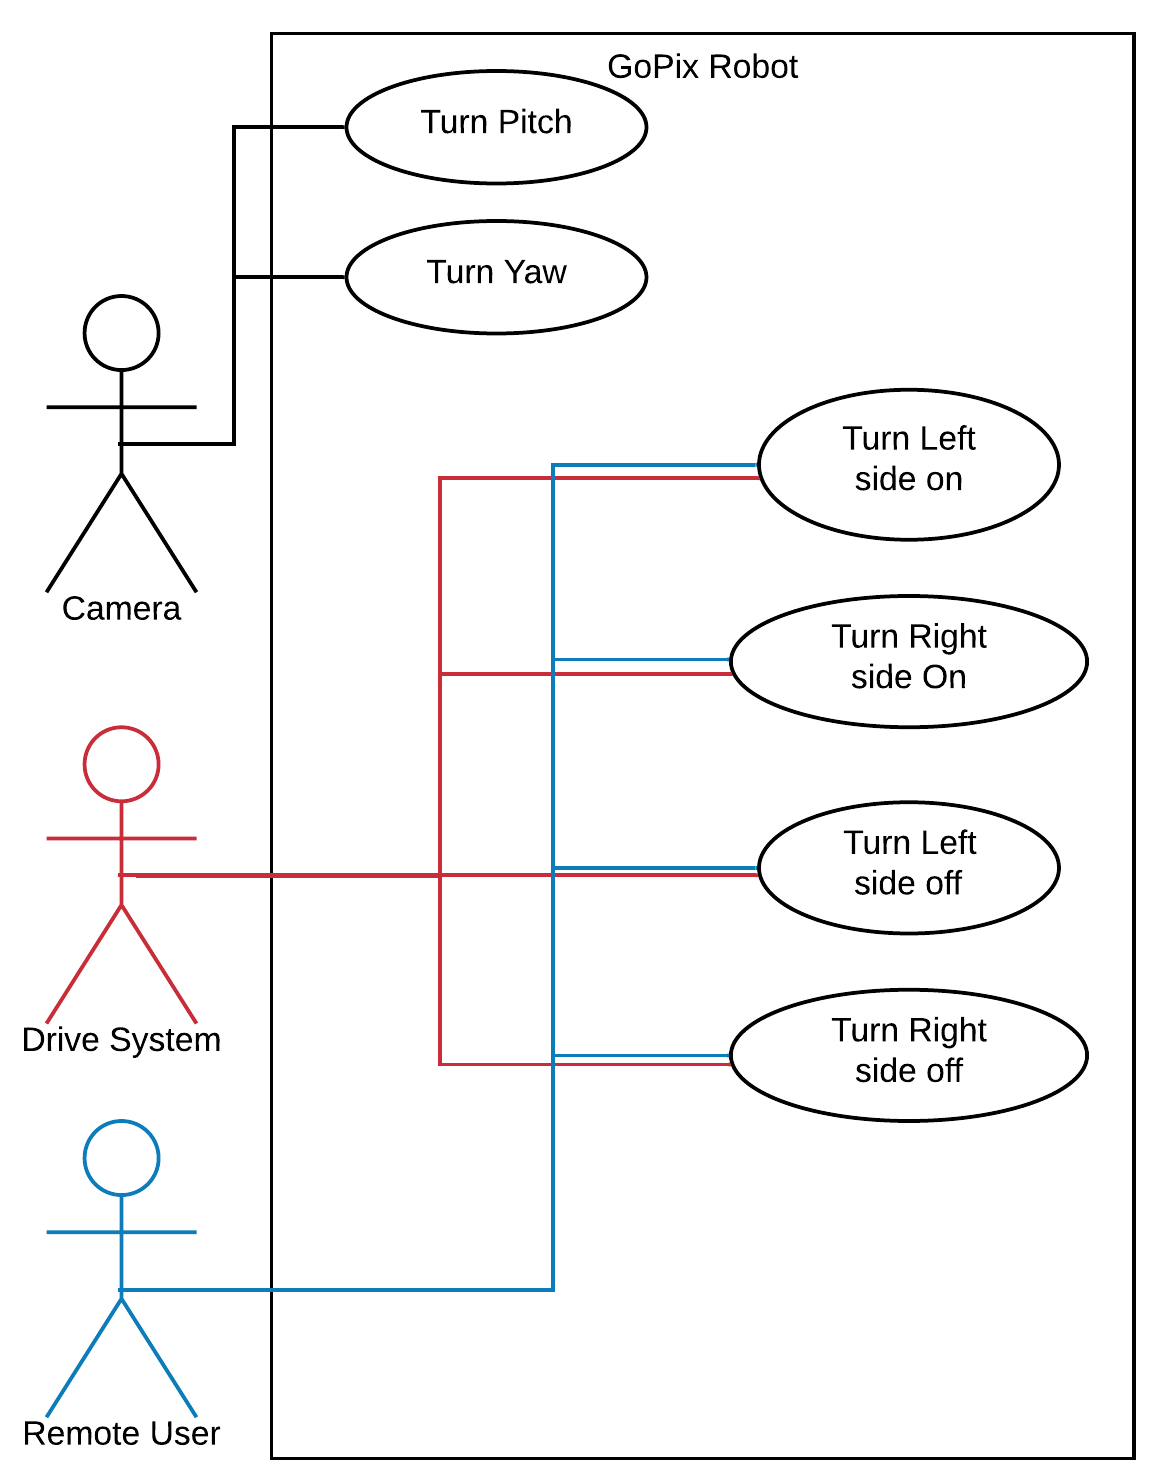 GoPix Robot
Turn Pitch
Turn Yaw
Turn Left
side on
Camera
Turn Right
side On
Turn Left
side off
Drive System
Turn Right
side off
Remote User